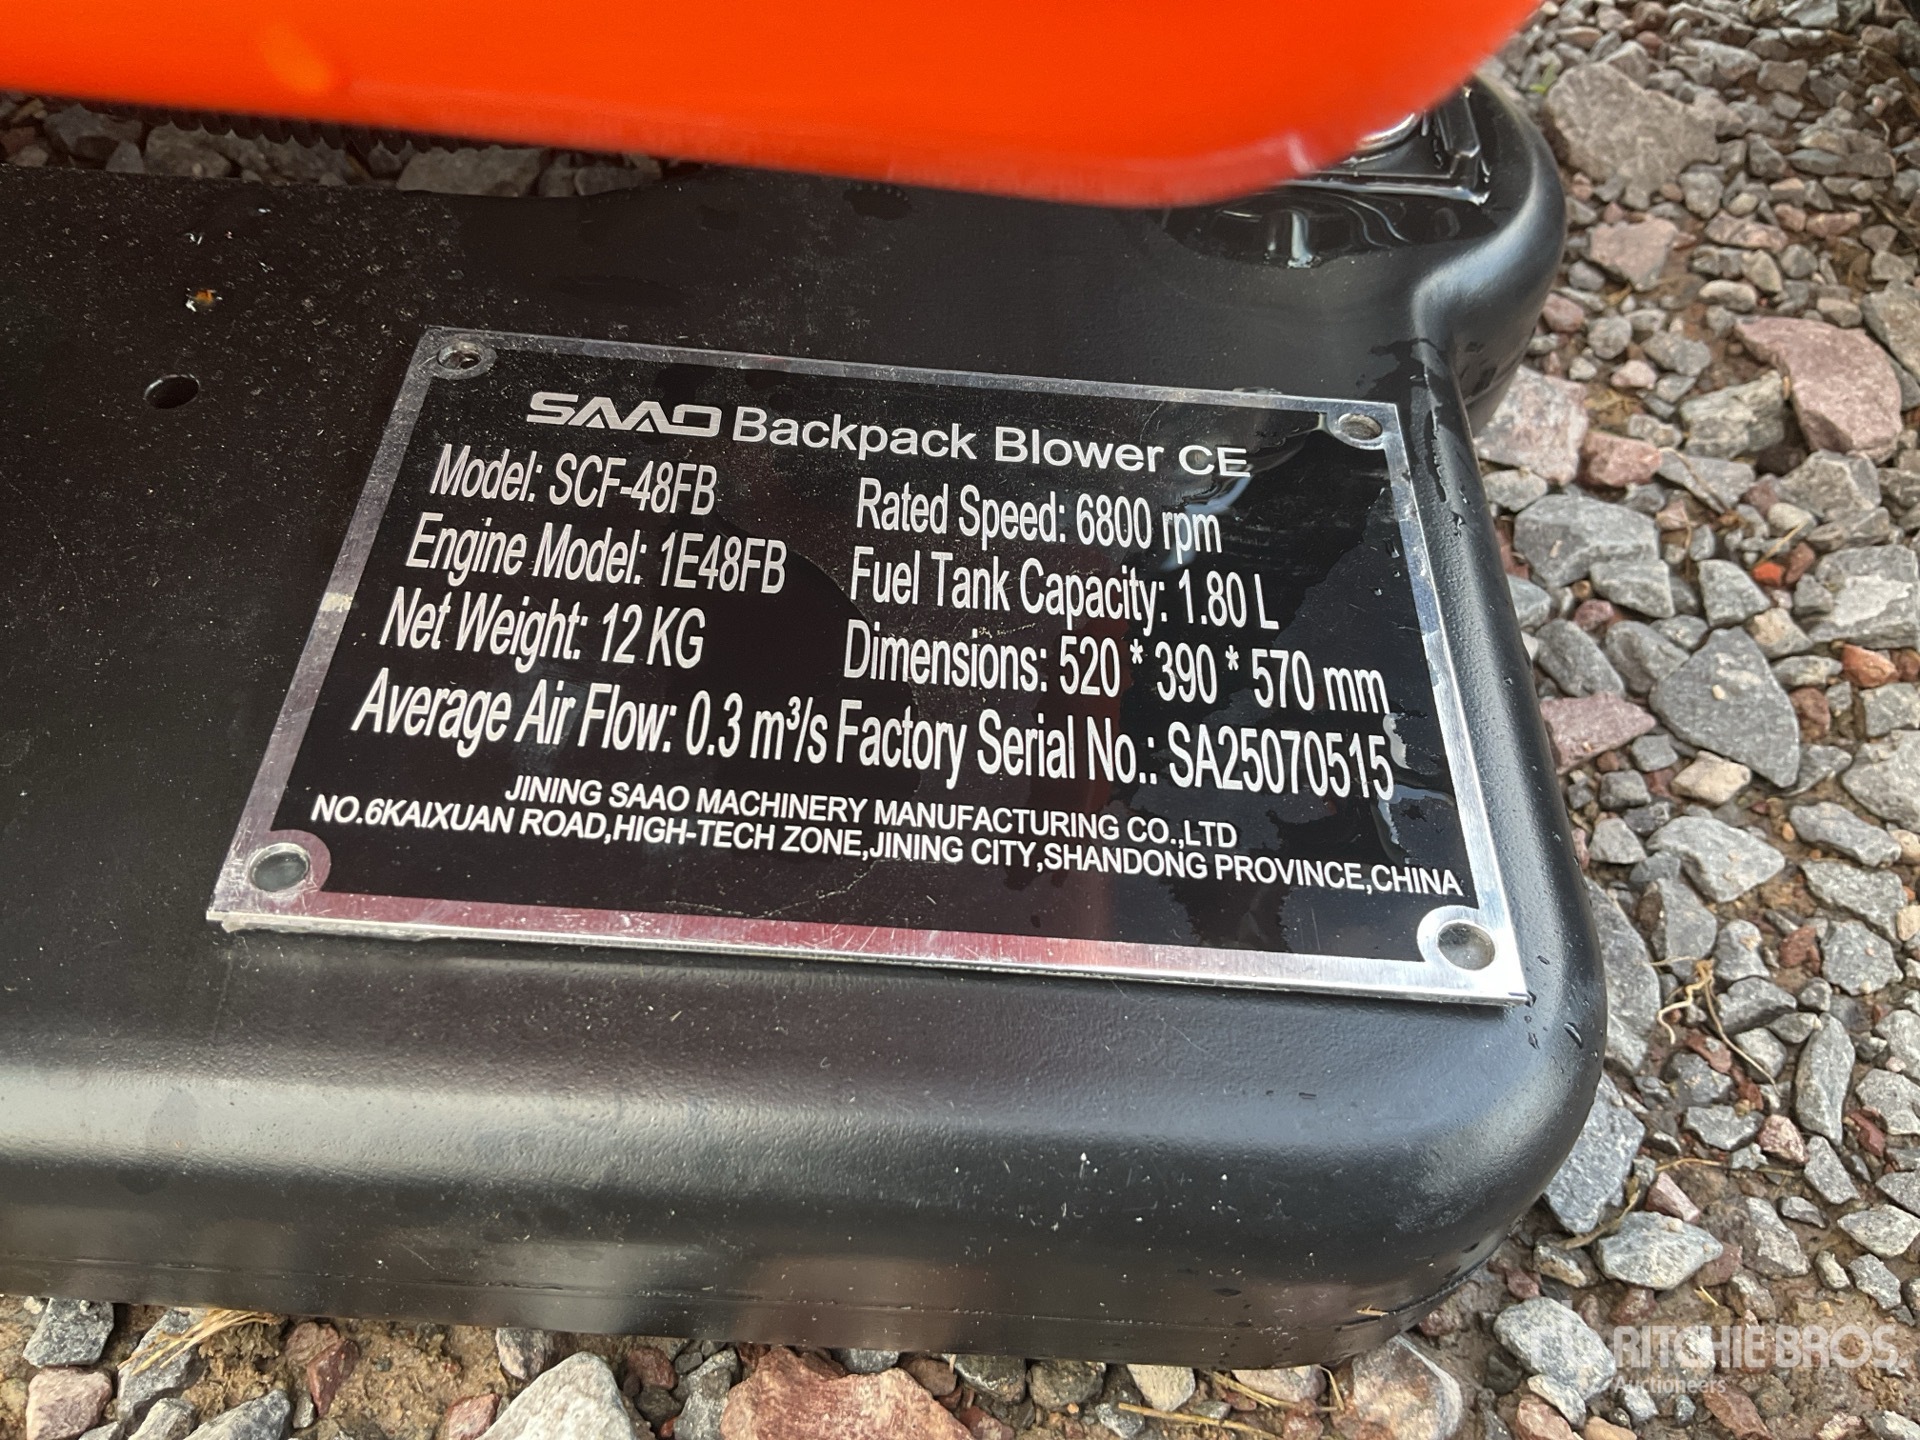 SAAO Backpack Blower CE
Model: SCF-48FB
Rated Speed: 6800 rpm
Engine Model: 1E48FB
Fuel Tank Capacity: 1.80 L
Net Weight: 12 KG
Dimensions: 520 * 390 * 570 mm
Average Air Flow: 0.3 m³/s
Factory Serial No.: SA25070515
JINING SAAO MACHINERY MANUFACTURING CO.,LTD
NO.6KAIXUAN ROAD,HIGH-TECH ZONE,JINING CITY,SHANDONG PROVINCE,CHINA
RITCHIE BROS.
Auctioneers